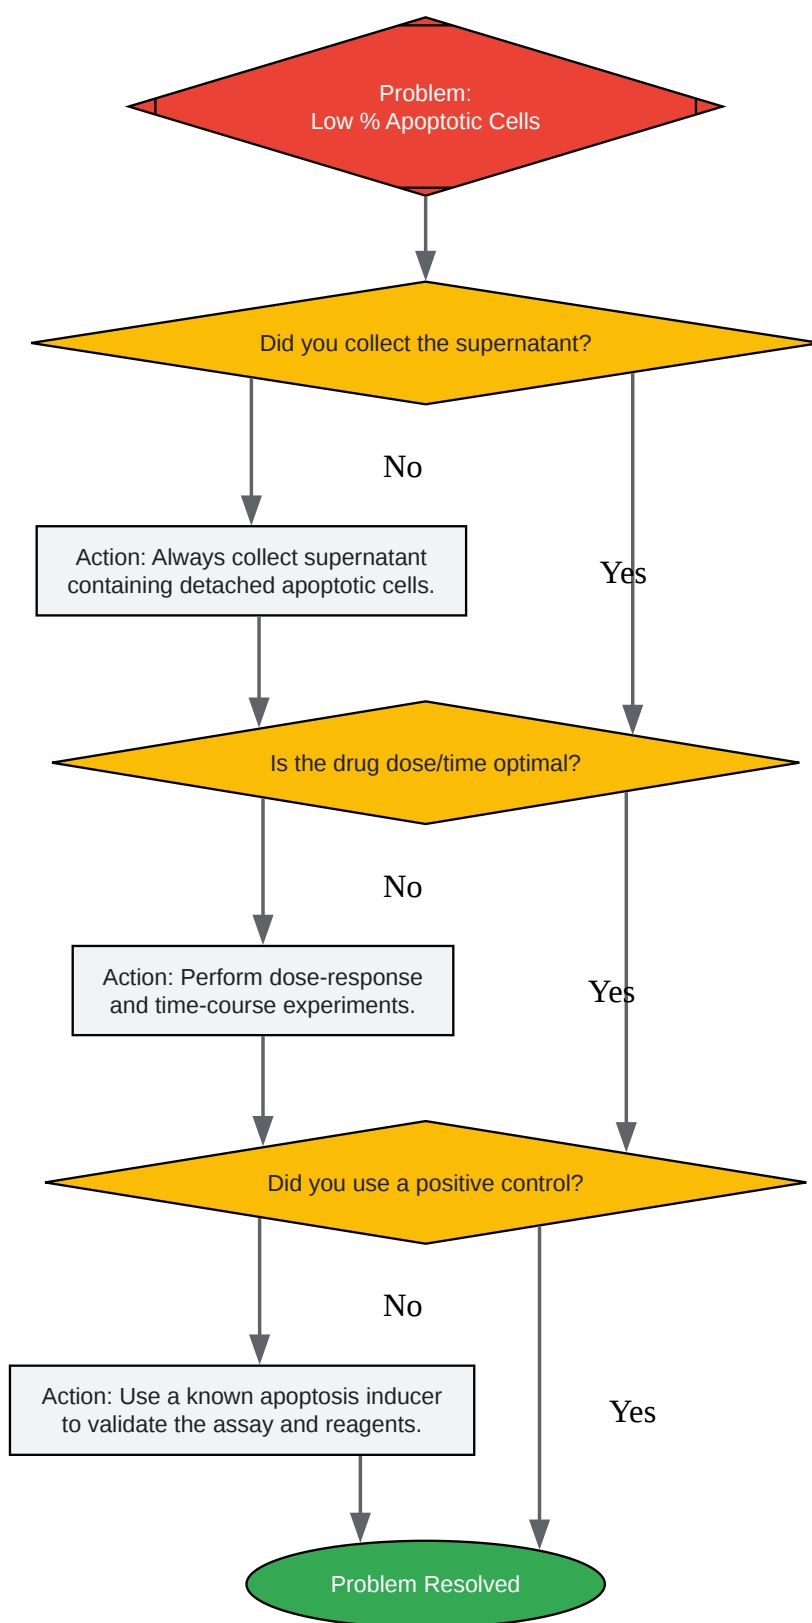 Problem:
Low % Apoptotic Cells
Did you collect the supernatant?
No
Action: Always collect supernatant
containing detached apoptotic cells.
Yes
Is the drug dose/time optimal?
No
Action: Perform dose-response
and time-course experiments.
Yes
Did you use a positive control?
No
Action: Use a known apoptosis inducer
to validate the assay and reagents.
Yes
Problem Resolved